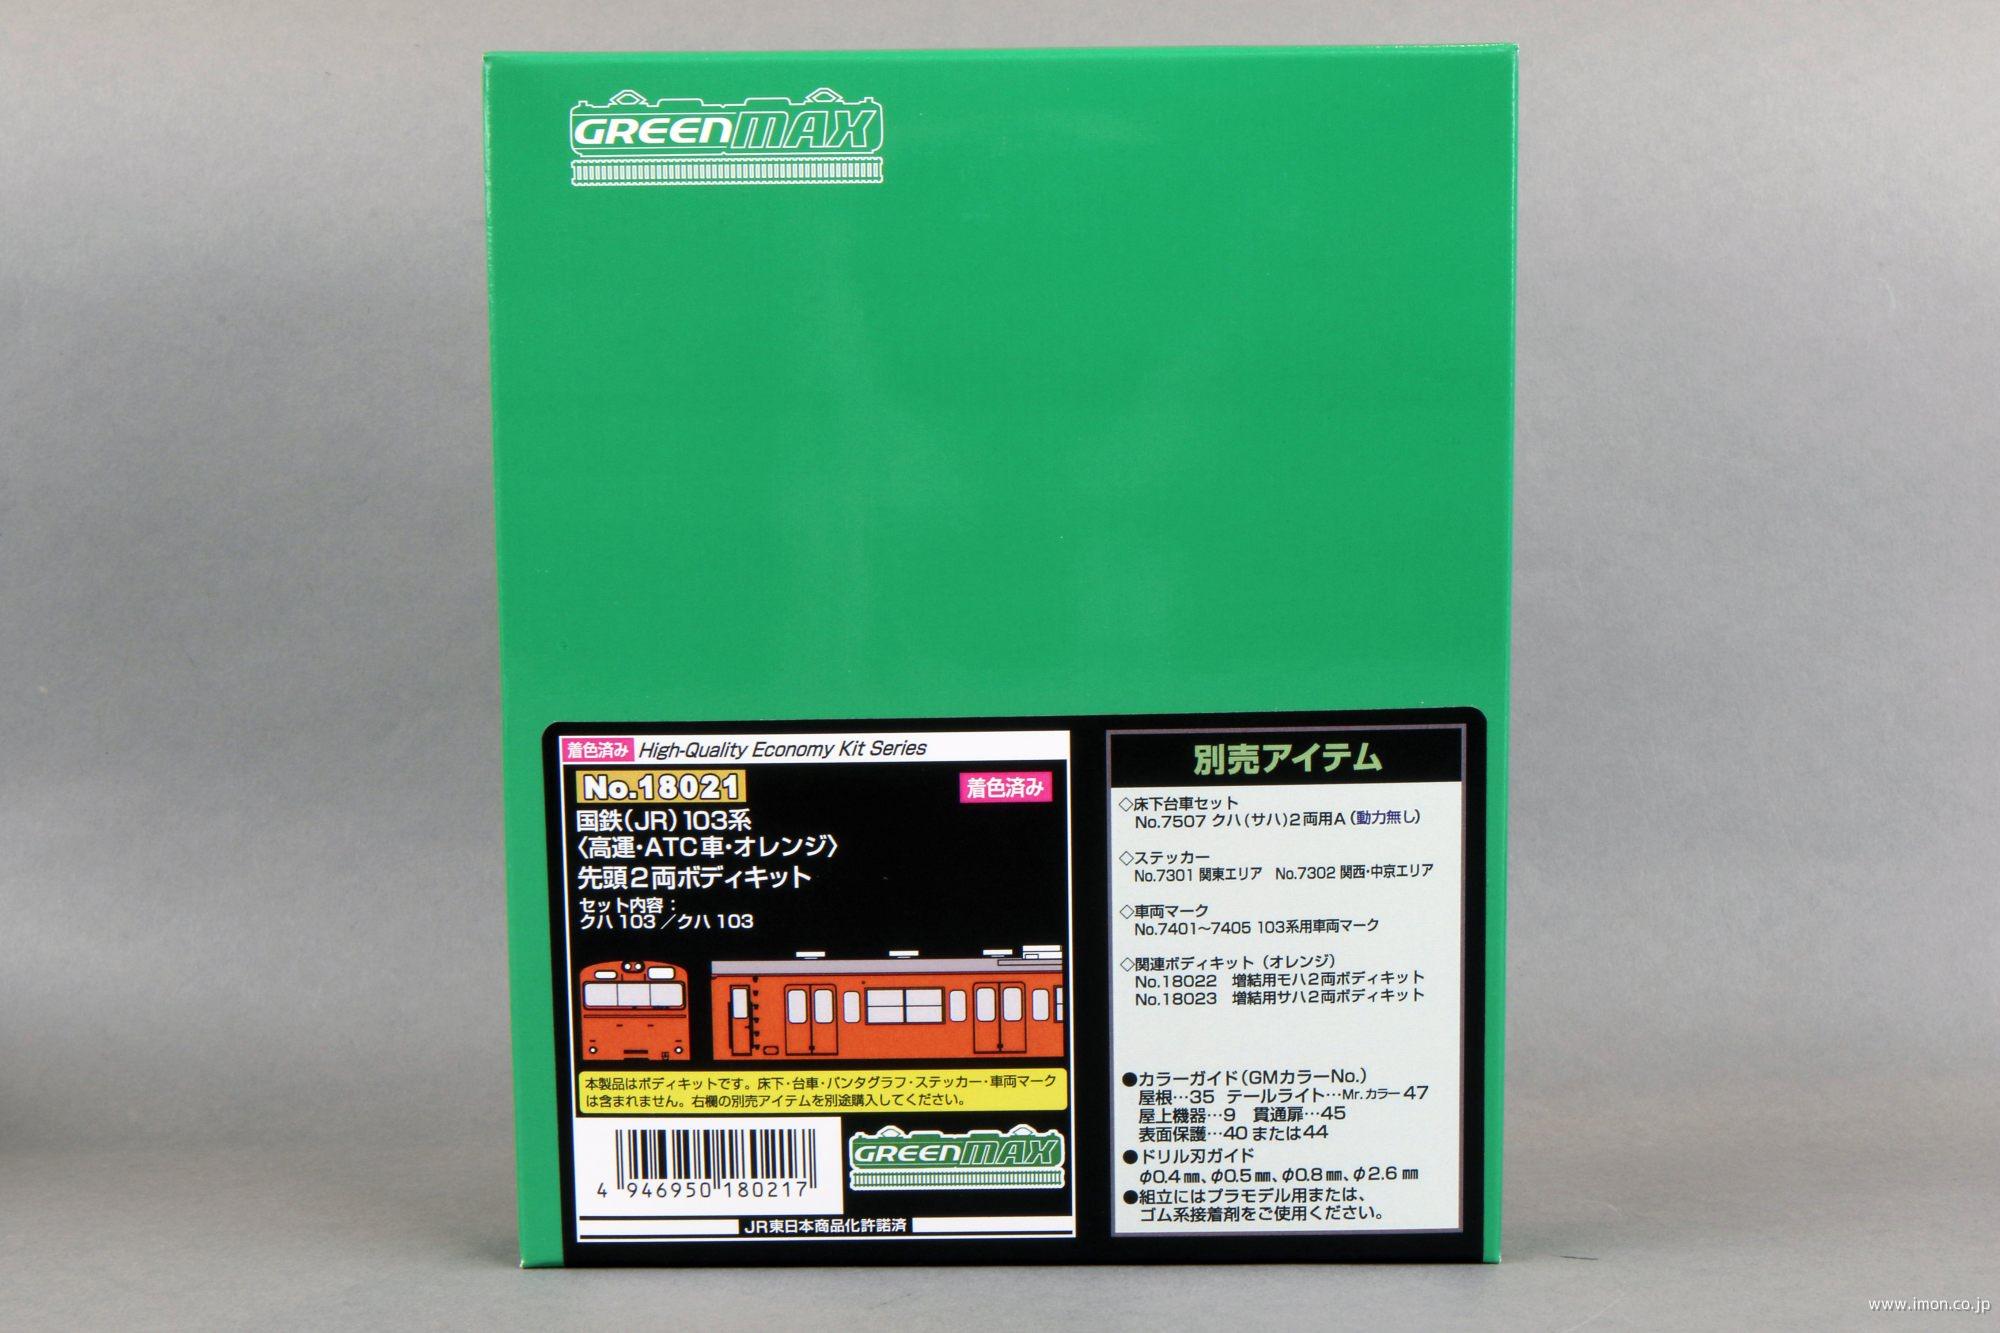 GREENMAX
着色済み High-Quality Economy Kit Series
No.18021
着色済み
国鉄(JR)103系
〈高運・ATC車・オレンジ〉
先頭2両ボディキット
セット内容：
クハ103／クハ103
本製品はボディキットです。床下・台車・パンタグラフ・ステッカー・車両マーク
は含まれません。右欄の別売アイテムを別途購入してください。
4 946950 180217
GREENMAX
JR東日本商品化許諾済
別売アイテム
◇床下台車セット
No.7507 クハ(サハ)2両用A(動力無し)
◇ステッカー
No.7301 関東エリア No.7302 関西・中京エリア
◇車両マーク
No.7401〜7405 103系用車両マーク
◇関連ボディキット（オレンジ）
No.18022 増結用モハ2両ボディキット
No.18023 増結用サハ2両ボディキット
●カラーガイド(GMカラーNo.)
屋根…35 テールライト…Mr.カラー47
屋上機器…9 貫通扉…45
表面保護…40または44
●ドリル刃ガイド
φ0.4㎜、φ0.5㎜、φ0.8㎜、φ2.6㎜
●組立にはプラモデル用または、
ゴム系接着剤をご使用ください。
www.imon.co.jp